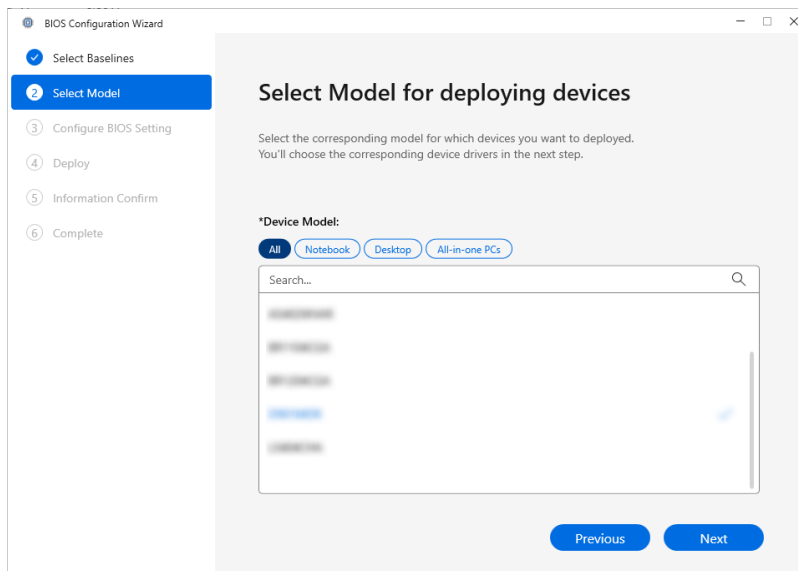 BIOS Configuration Wizard
Select Baselines
2 Select Model
3 Configure BIOS Setting
4 Deploy
5 Information Confirm
6 Complete
Select Model for deploying devices
Select the corresponding model for which devices you want to deployed.
You'll choose the corresponding device drivers in the next step.
*Device Model:
All Notebook Desktop All-in-one PCs
Search...
Previous Next